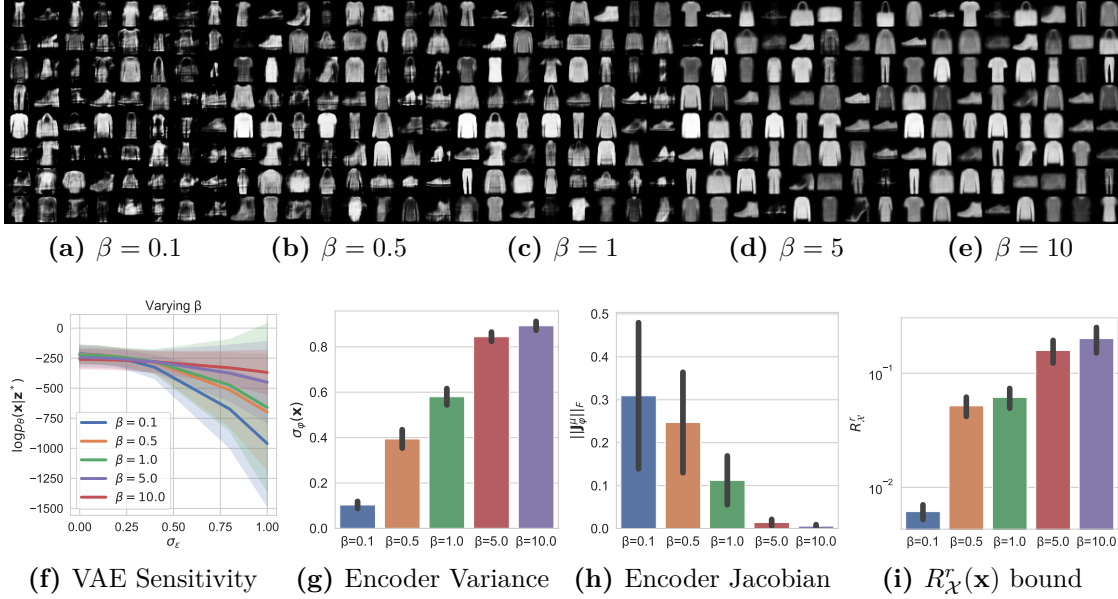 (a) β = 0.1
(b) β = 0.5
(c) β = 1
(d) β = 5
(e) β = 10
Varying β
0
−250
−500
−750
−1000
−1250
−1500
logpθ(x|z*)
β = 0.1
β = 0.5
β = 1.0
β = 5.0
β = 10.0
0.00 0.25 0.50 0.75 1.00
σε
(f) VAE Sensitivity
0.8
0.6
0.4
0.2
0.0
σφ(x)
β=0.1 β=0.5 β=1.0 β=5.0 β=10.0
(g) Encoder Variance
0.5
0.4
0.3
0.2
0.1
0.0
||Jφμ||F
β=0.1 β=0.5 β=1.0 β=5.0 β=10.0
(h) Encoder Jacobian
10⁻¹
10⁻²
RrX
β=0.1 β=0.5 β=1.0 β=5.0 β=10.0
(i) RrX(x) bound